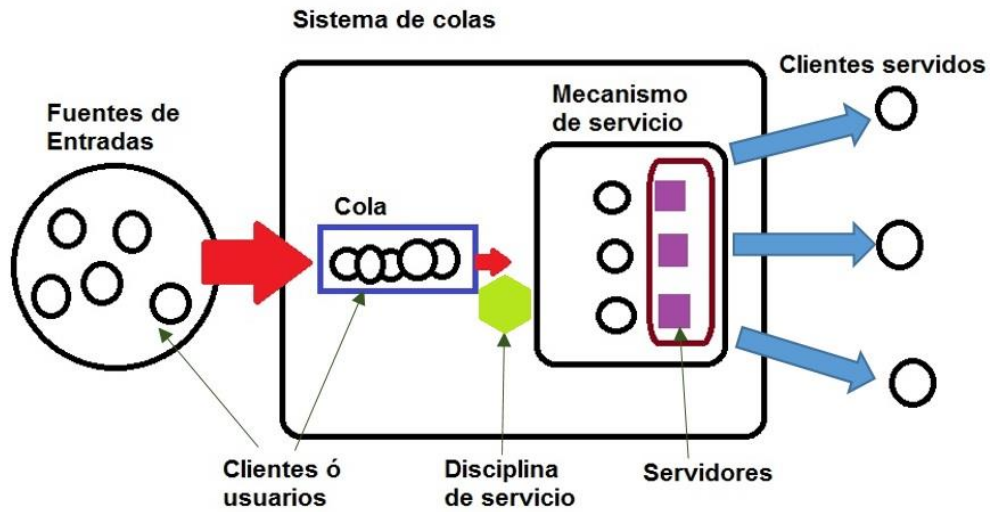 Sistema de colas
Clientes servidos
Fuentes de
Entradas
Mecanismo
de servicio
Cola
Clientes ó
usuarios
Disciplina
de servicio
Servidores